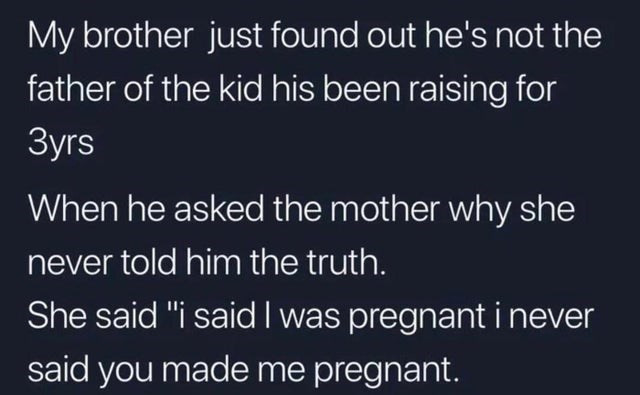 My brother just found out he's not the
father of the kid his been raising for
3yrs
When he asked the mother why she
never told him the truth.
She said "i said I was pregnant i never
said you made me pregnant.